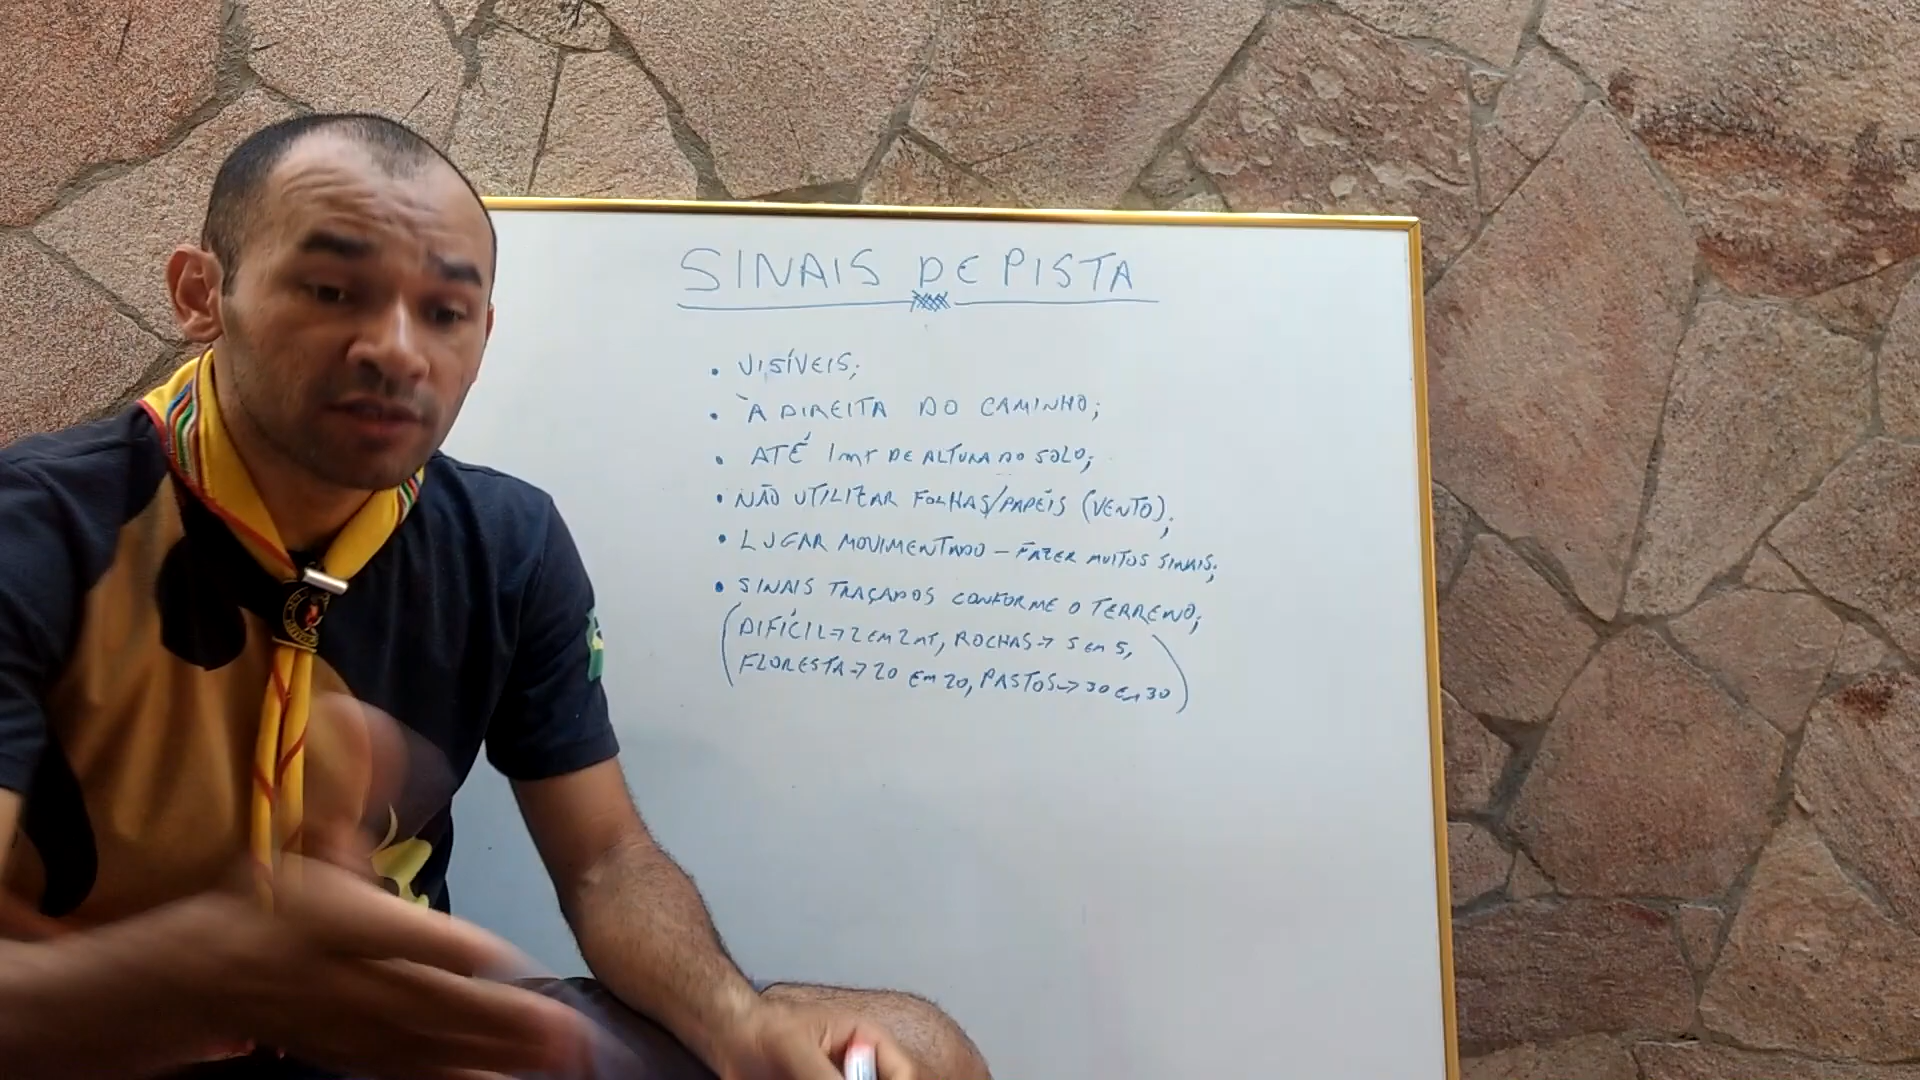 SINAIS DE PISTA
• VISÍVEIS;
• À DIREITA DO CAMINHO;
• ATÉ 1mt DE ALTURA DO SOLO;
• NÃO UTILIZAR FOLHAS/PAPÉIS (VENTO);
• LUGAR MOVIMENTADO – FAZER MUITOS SINAIS;
• SINAIS TRAÇADOS CONFORME O TERRENO;
(DIFÍCIL→2 EM 2 MT, ROCHAS→ 5 EM 5,
FLORESTA→20 EM 20, PASTOS→30 EM 30)